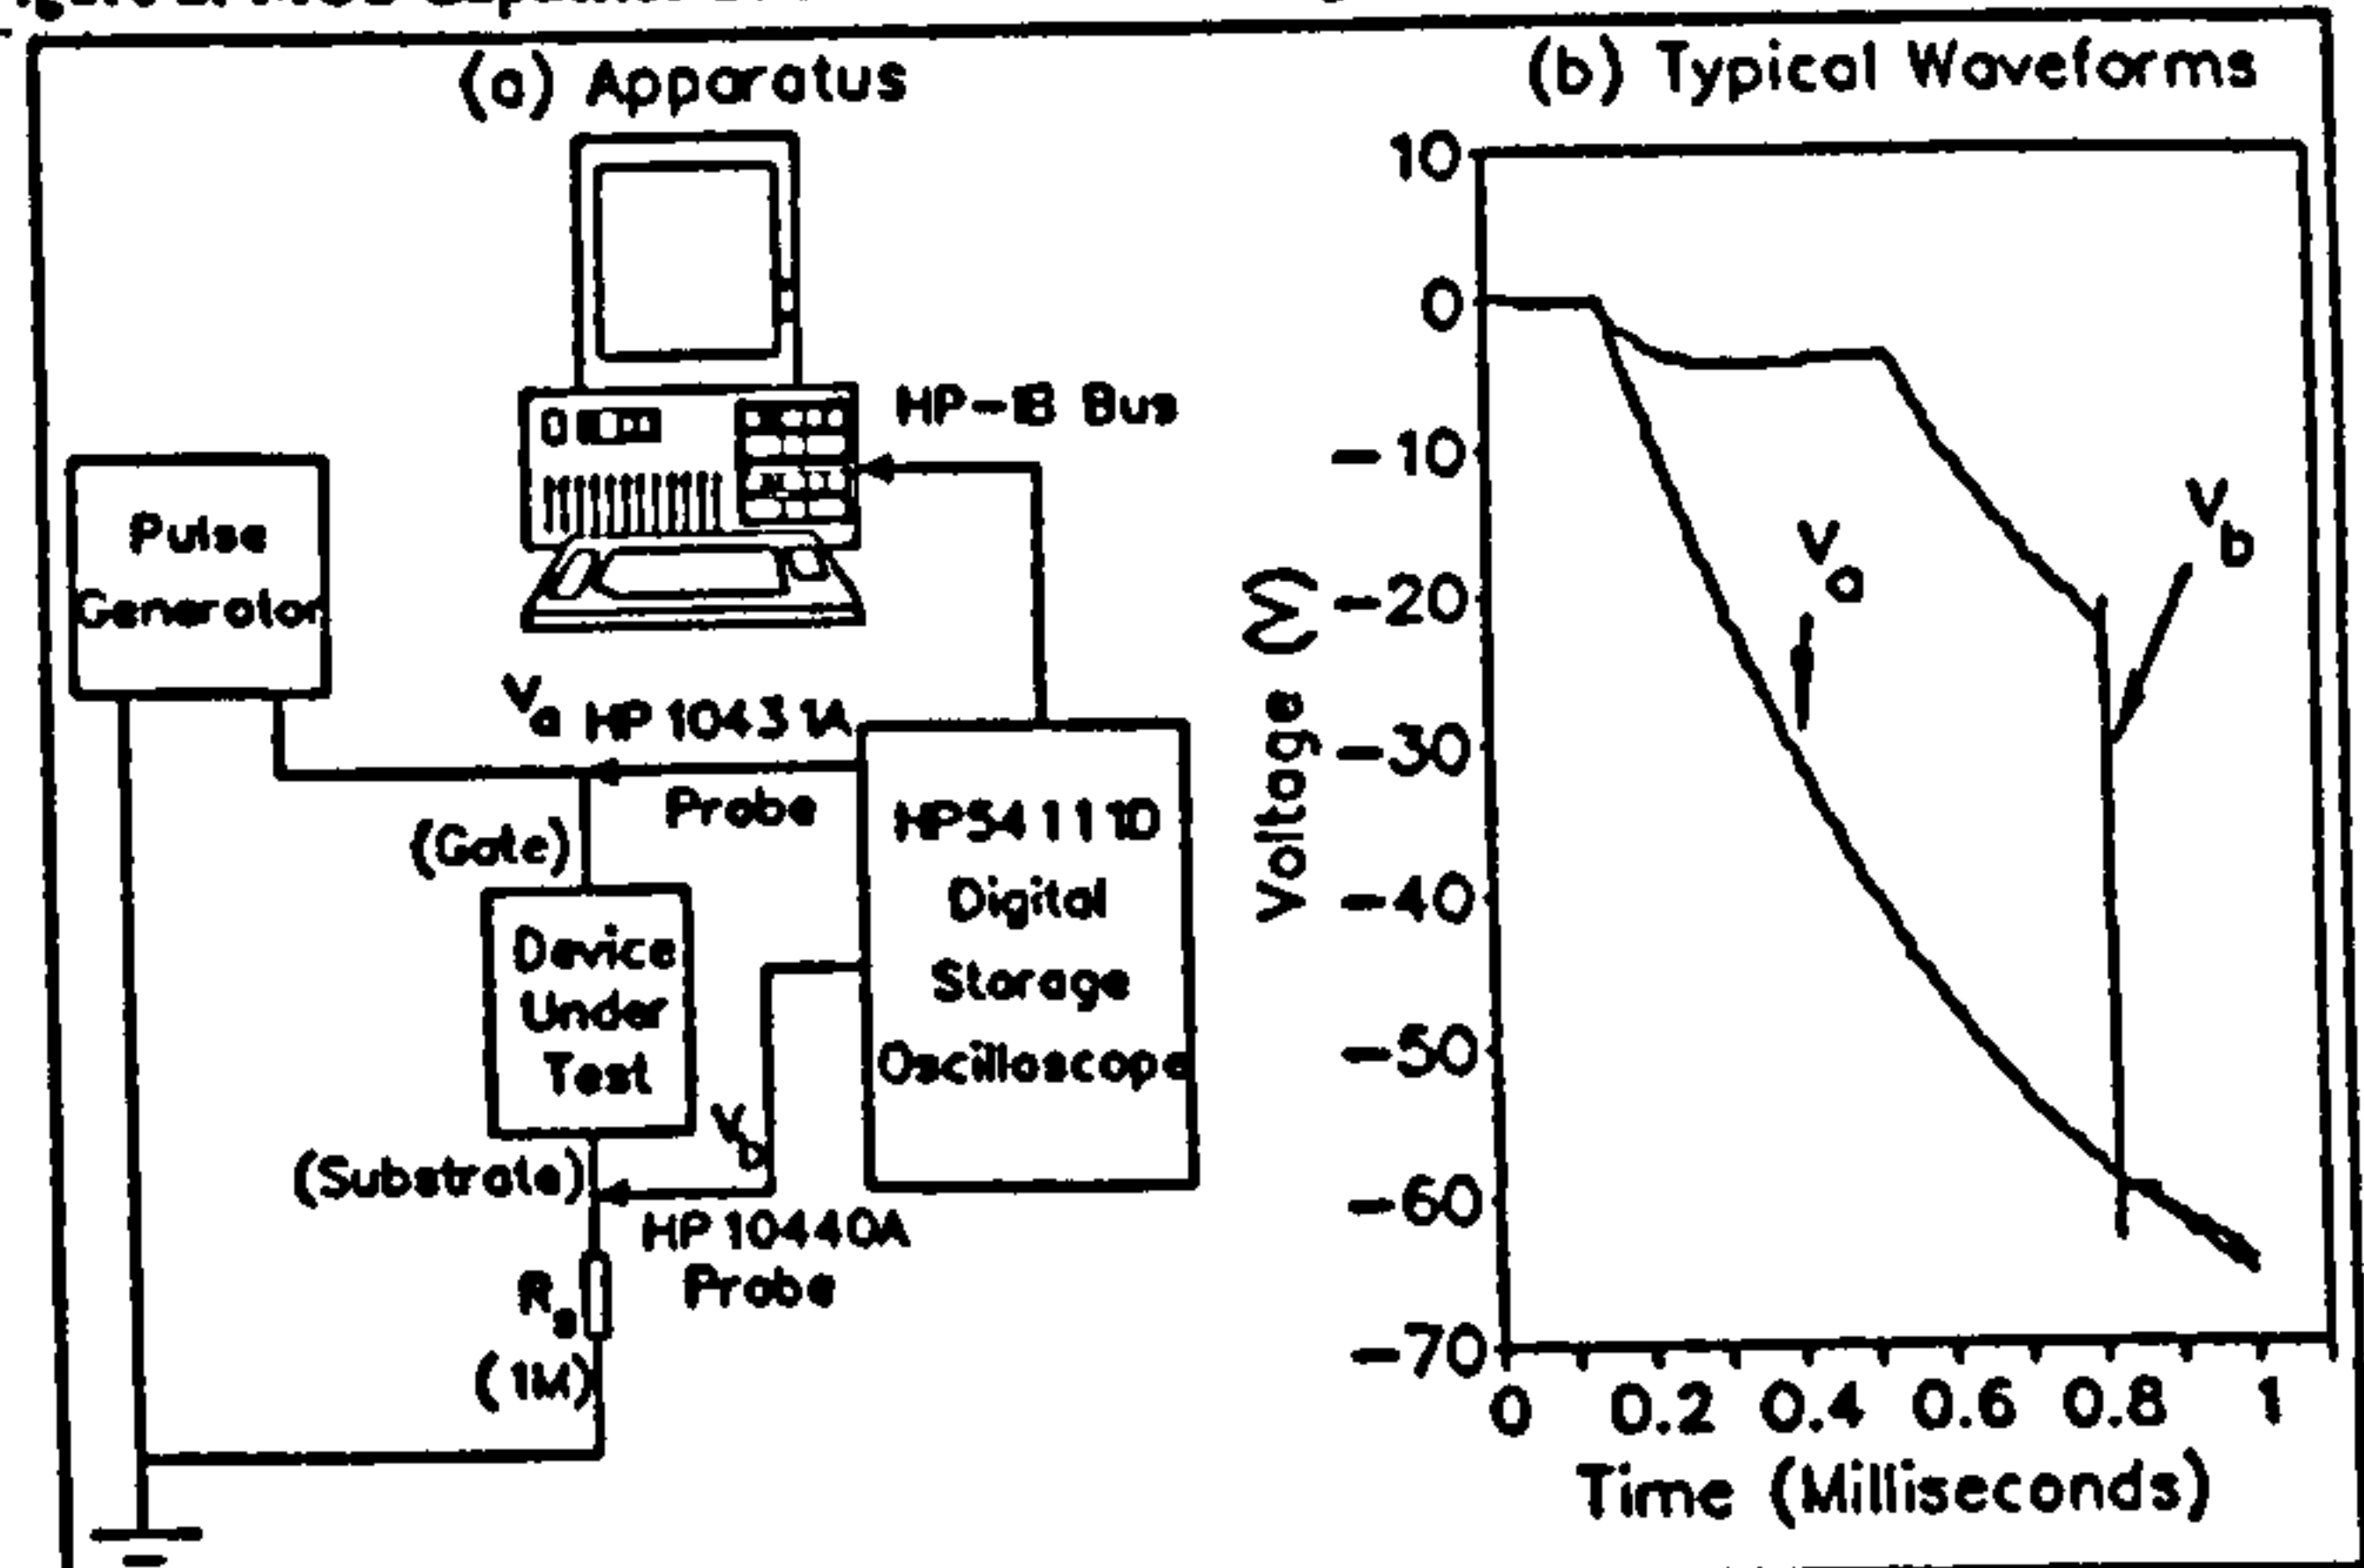 (a) Apparatus
HP-IB Bus
Pulse
Generator
Va HP 10431A
Probe
(Gate)
HP54111D
Digital
Storage
Oscilloscope
Device
Under
Test
Vb
(Substrate)
HP 10440A
Probe
(1M)
(b) Typical Waveforms
10
0
-10
-20
-30
-40
-50
-60
-70
Voltage (V)
Va
Vb
0 0.2 0.4 0.6 0.8 1
Time (Milliseconds)